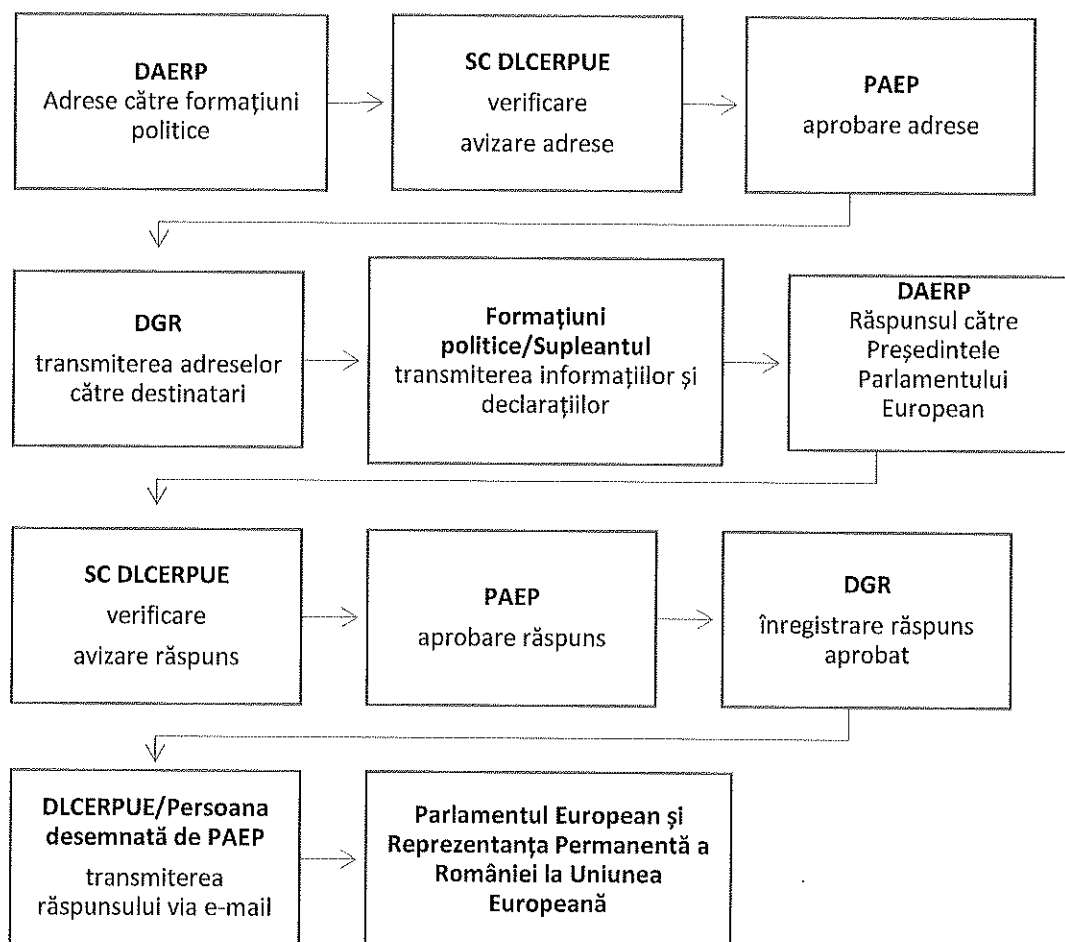 DAERP
Adrese către formațiuni
politice
SC DLCERPUE
verificare
avizare adrese
PAEP
aprobare adrese
DGR
transmiterea adreselor
către destinatari
Formațiuni
politice/Supleantul
transmiterea informațiilor și
declarațiilor
DAERP
Răspunsul către
Președintele
Parlamentului
European
SC DLCERPUE
verificare
avizare răspuns
PAEP
aprobare răspuns
DGR
înregistrare răspuns
aprobat
DLCERPUE/Persoana
desemnată de PAEP
transmiterea
răspunsului via e-mail
Parlamentul European și
Reprezentanța Permanentă a
României la Uniunea
Europeană